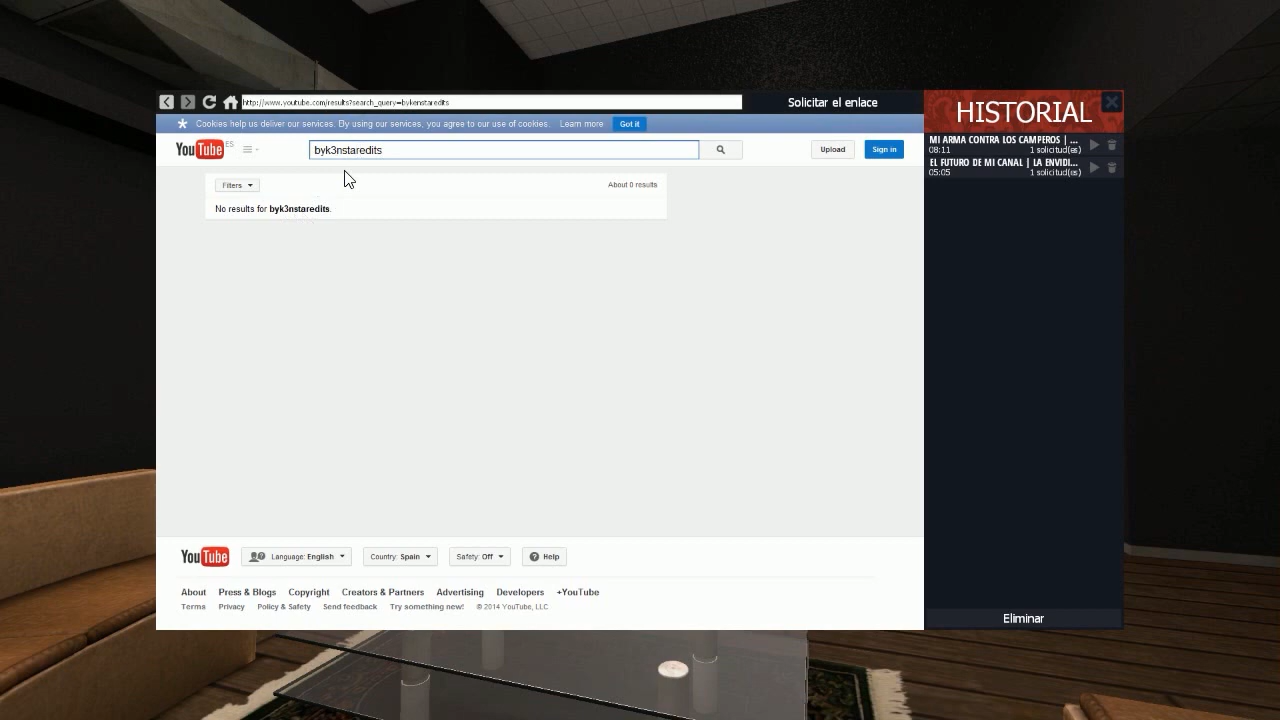 http://www.youtube.com/results?search_query=bykenstaredits
Solicitar el enlace
HISTORIAL
Cookies help us deliver our services. By using our services, you agree to our use of cookies. Learn more Got it
YouTube ES
byk3nstaredits
Upload
Sign in
MI ARMA CONTRA LOS CAMPEROS | ...
08:11 1 solicitud(es)
EL FUTURO DE MI CANAL | LA ENVIDI...
05:05 1 solicitud(es)
Filters
About 0 results
No results for byk3nstaredits.
YouTube
Language: English
Country: Spain
Safety: Off
Help
About Press & Blogs Copyright Creators & Partners Advertising Developers +YouTube
Terms Privacy Policy & Safety Send feedback Try something new! © 2014 YouTube, LLC
Eliminar